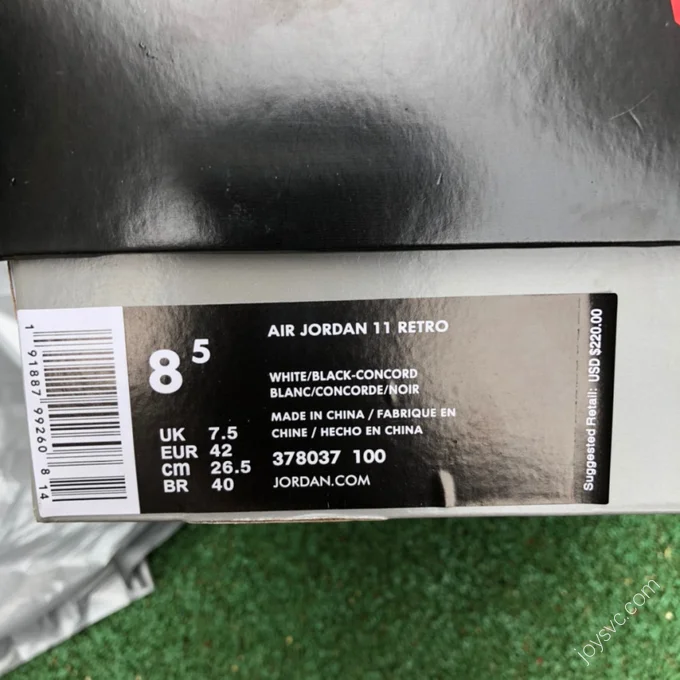 8 5
UK 7.5
EUR 42
cm 26.5
BR 40
AIR JORDAN 11 RETRO
WHITE/BLACK-CONCORD
BLANC/CONCORDE/NOIR
MADE IN CHINA / FABRIQUE EN
CHINE / HECHO EN CHINA
378037 100
JORDAN.COM
Suggested Retail: USD $220.00
1 91887 99260 8 14
joysvc.com